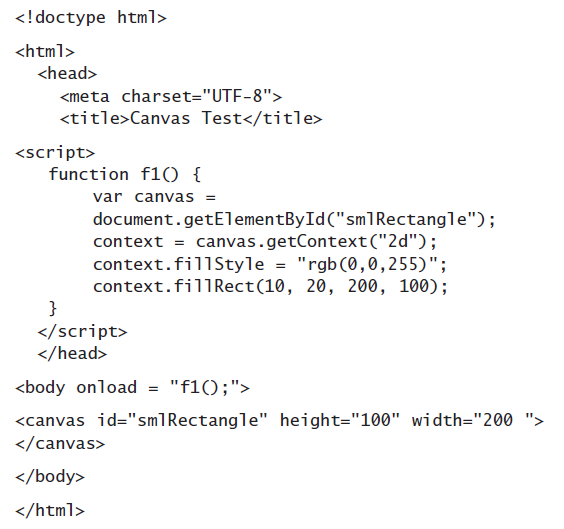 <!doctype html>
<html>
<head>
<meta charset="UTF-8">
<title>Canvas Test</title>
<script>
function f1() {
var canvas =
document.getElementById("smlRectangle");
context = canvas.getContext("2d");
context.fillStyle = "rgb(0,0,255)";
context.fillRect(10, 20, 200, 100);
}
</script>
</head>
<body onload = "f1();">
<canvas id="smlRectangle" height="100" width="200 ">
</canvas>
</body>
</html>